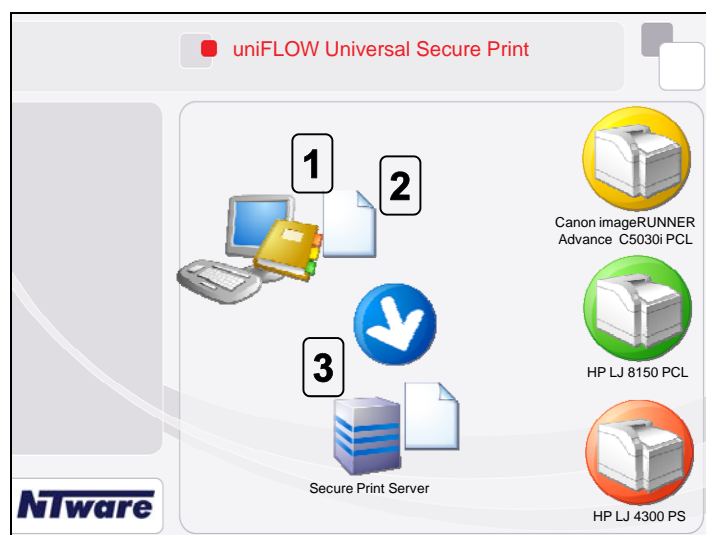 uniFLOW Universal Secure Print
1
2
Canon imageRUNNER
Advance C5030i PCL
3
HP LJ 8150 PCL
Secure Print Server
NTware
HP LJ 4300 PS